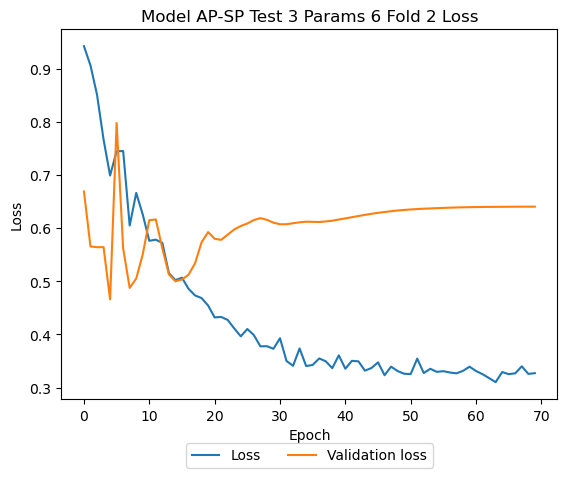 Model AP-SP Test 3 Params 6 Fold 2 Loss
0.9
0.8
0.7
0.6
0.5
0.4
0.3
Loss
0 10 20 30 40 50 60 70
Epoch
Loss Validation loss